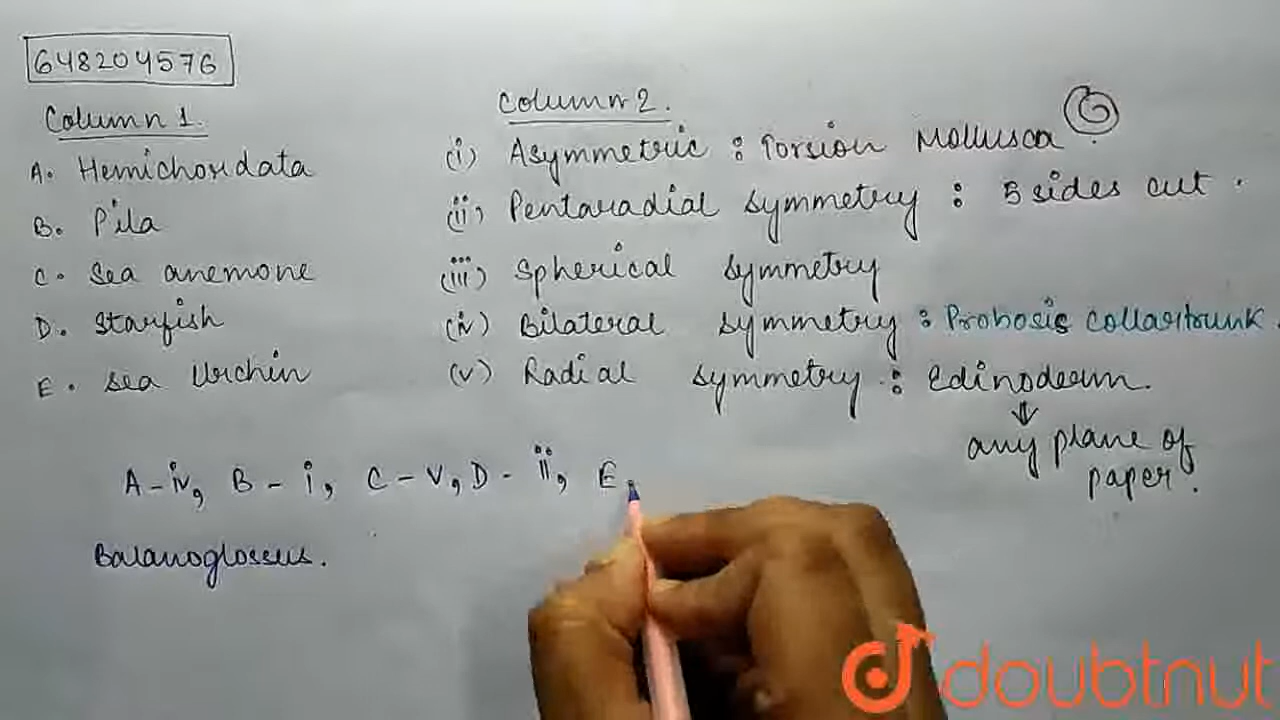 648204576
Column 1.
Column 2.
A. Hemichordata
(i) Asymmetric : Torsion Mollusca
B. Pila
(ii) Pentaradial symmetry : 5 sides cut.
C. Sea anemone
(iii) Spherical symmetry
D. Starfish
(iv) Bilateral symmetry : Probosis collar trunk.
E. Sea Urchin
(v) Radial symmetry : Edinoderm.
any plane of
paper.
A - iv, B - i, C - v, D - ii, E
Balanoglossus.
doubtnut